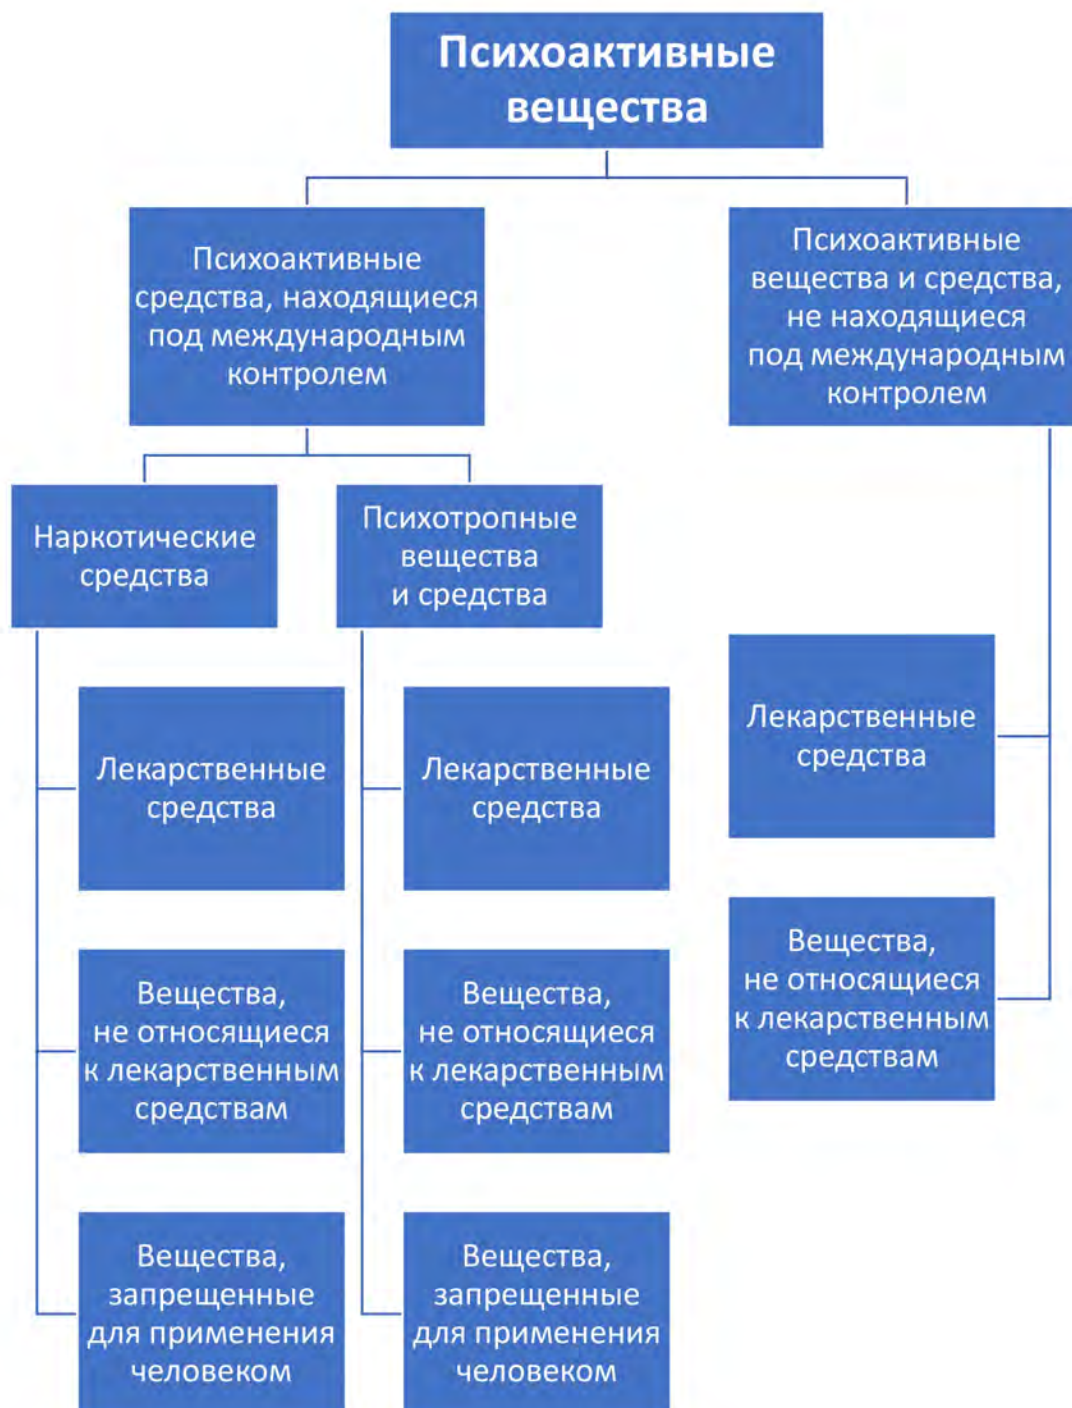 Психоактивные
вещества
Психоактивные
средства, находящиеся
под международным
контролем
Психоактивные
вещества и средства,
не находящиеся
под международным
контролем
Наркотические
средства
Психотропные
вещества
и средства
Лекарственные
средства
Вещества,
не относящиеся
к лекарственным
средствам
Вещества,
запрещенные
для применения
человеком
Лекарственные
средства
Вещества,
не относящиеся
к лекарственным
средствам
Вещества,
запрещенные
для применения
человеком
Лекарственные
средства
Вещества,
не относящиеся
к лекарственным
средствам